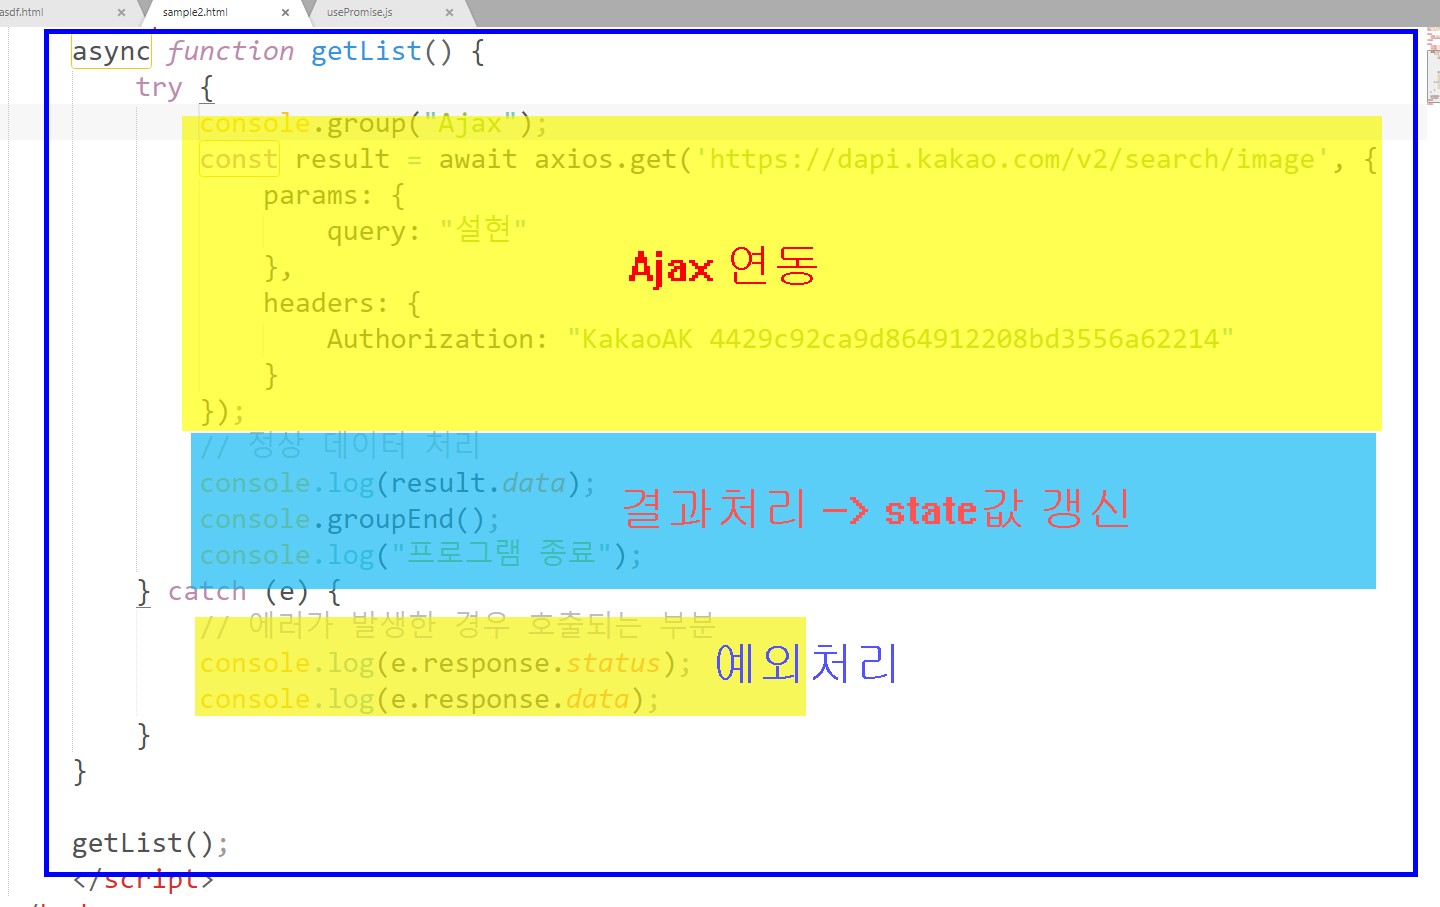 asdf.html × sample2.html × usePromise.js ×
async function getList() {
try {
console.group("Ajax");
const result = await axios.get('https://dapi.kakao.com/v2/search/image', {
params: {
query: "설현"
},
Ajax 연동
headers: {
Authorization: "KakaoAK 4429c92ca9d864912208bd3556a62214"
}
});
// 정상 데이터 처리
console.log(result.data);
결과처리 -> state값 갱신
console.groupEnd();
console.log("프로그램 종료");
} catch (e) {
// 에러가 발생한 경우 호출되는 부분
console.log(e.response.status);
예외처리
console.log(e.response.data);
}
}
getList();
</script>